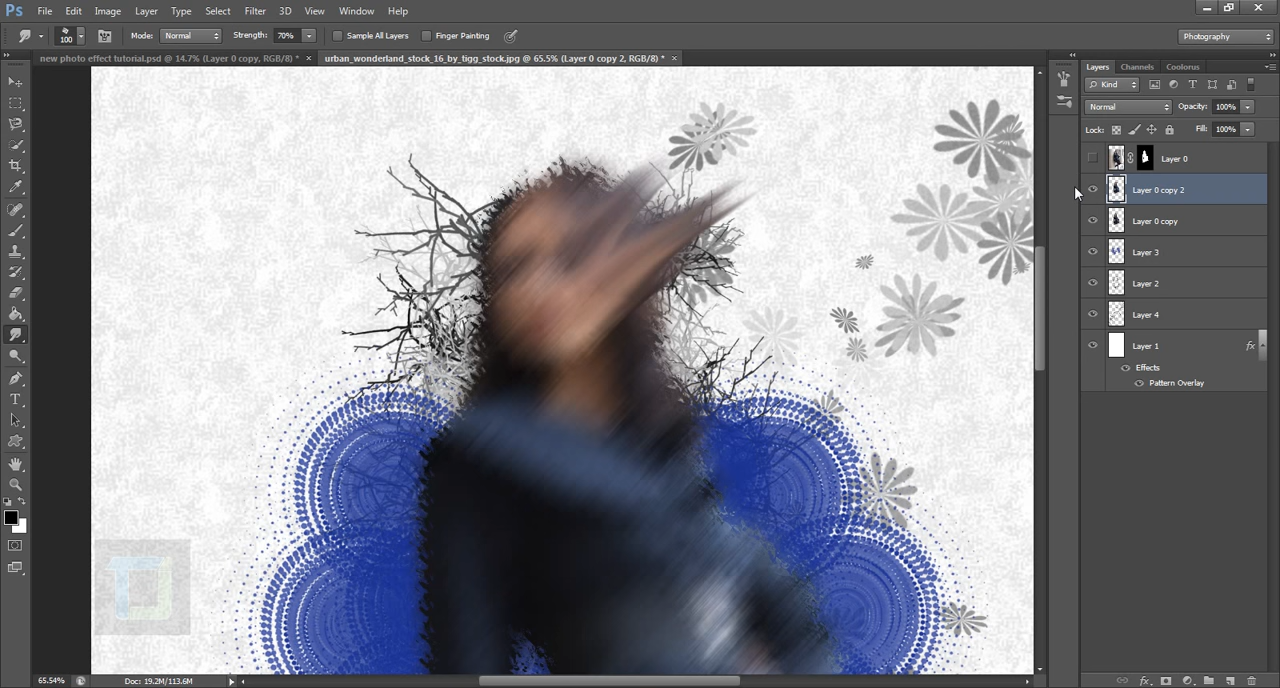 Ps File Edit Image Layer Type Select Filter 3D View Window Help
100 Mode: Normal Strength: 70% Sample All Layers Finger Painting Photography
new photo effect tutorial.psd @ 14.7% (Layer 0 copy, RGB/8) * × urban_wonderland_stock_16_by_tigg_stock.jpg @ 65.5% (Layer 0 copy 2, RGB/8) * ×
Layers Channels Coolorus
Kind
Normal Opacity: 100%
Lock: Fill: 100%
Layer 0
Layer 0 copy 2
Layer 0 copy
Layer 3
Layer 2
Layer 4
Layer 1 fx
Effects
Pattern Overlay
65.54% Doc: 19.2M/113.6M fx